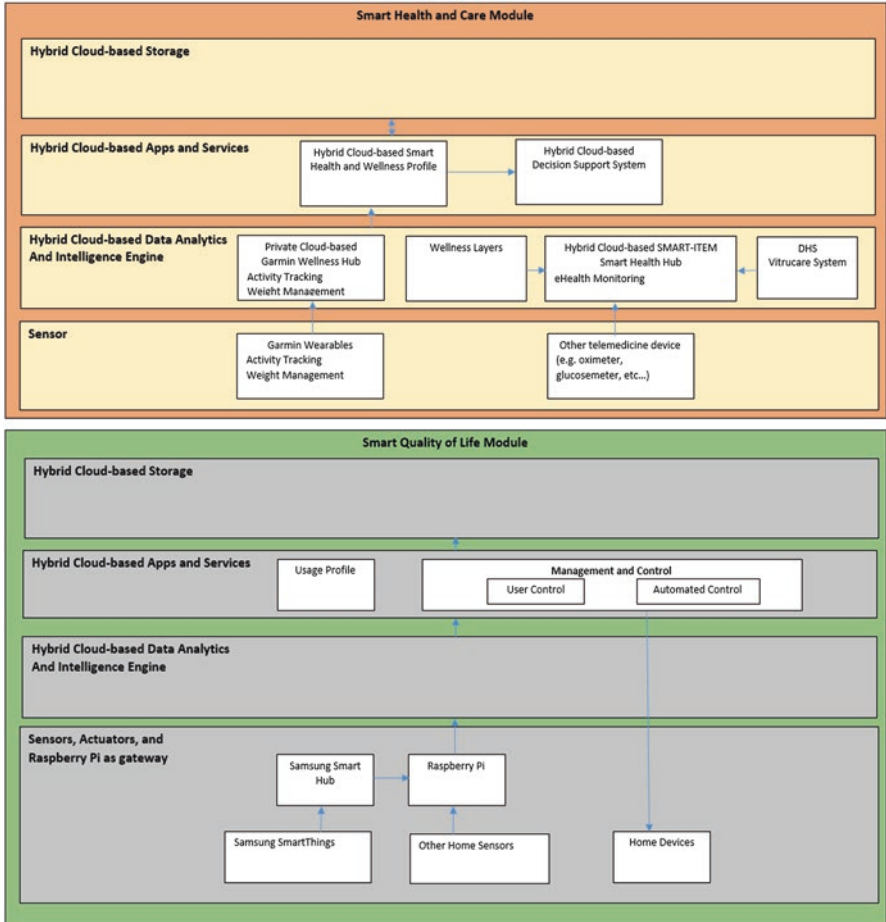 Smart Health and Care Module
Hybrid Cloud-based Storage
Hybrid Cloud-based Apps and Services
Hybrid Cloud-based Smart
Health and Wellness Profile
Hybrid Cloud-based
Decision Support System
Hybrid Cloud-based Data Analytics
And Intelligence Engine
Private Cloud-based
Garmin Wellness Hub
Activity Tracking
Weight Management
Wellness Layers
Hybrid Cloud-based SMART-ITEM
Smart Health Hub
eHealth Monitoring
DHS
Vitrucare System
Sensor
Garmin Wearables
Activity Tracking
Weight Management
Other telemedicine device
(e.g. oximeter,
glucosemeter, etc...)
Smart Quality of Life Module
Hybrid Cloud-based Storage
Hybrid Cloud-based Apps and Services
Usage Profile
Management and Control
User Control
Automated Control
Hybrid Cloud-based Data Analytics
And Intelligence Engine
Sensors, Actuators, and
Raspberry Pi as gateway
Samsung Smart
Hub
Raspberry Pi
Samsung SmartThings
Other Home Sensors
Home Devices